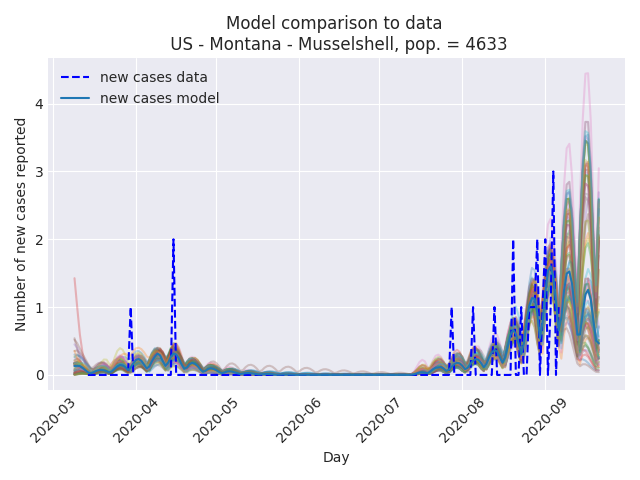 Model comparison to data
US - Montana - Musselshell, pop. = 4633
new cases data
new cases model
Number of new cases reported
4
3
2
1
0
2020-03
2020-04
2020-05
2020-06
2020-07
2020-08
2020-09
Day